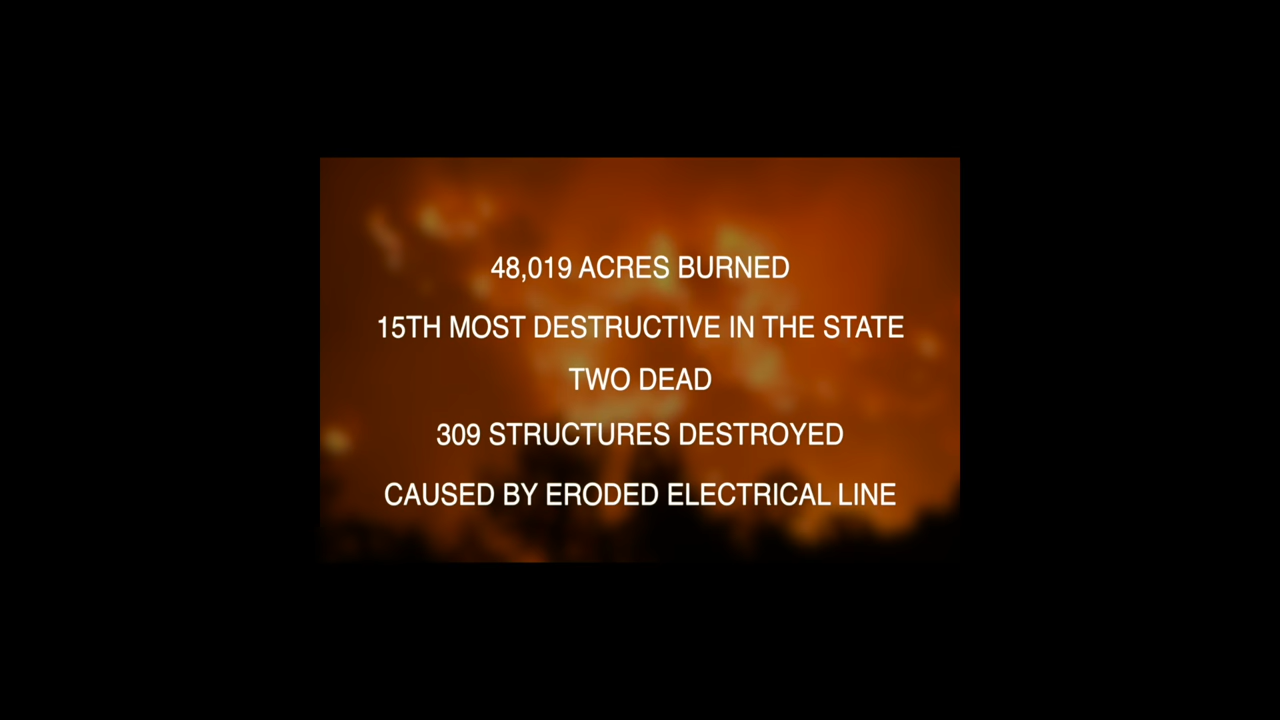 48,019 ACRES BURNED
15TH MOST DESTRUCTIVE IN THE STATE
TWO DEAD
309 STRUCTURES DESTROYED
CAUSED BY ERODED ELECTRICAL LINE